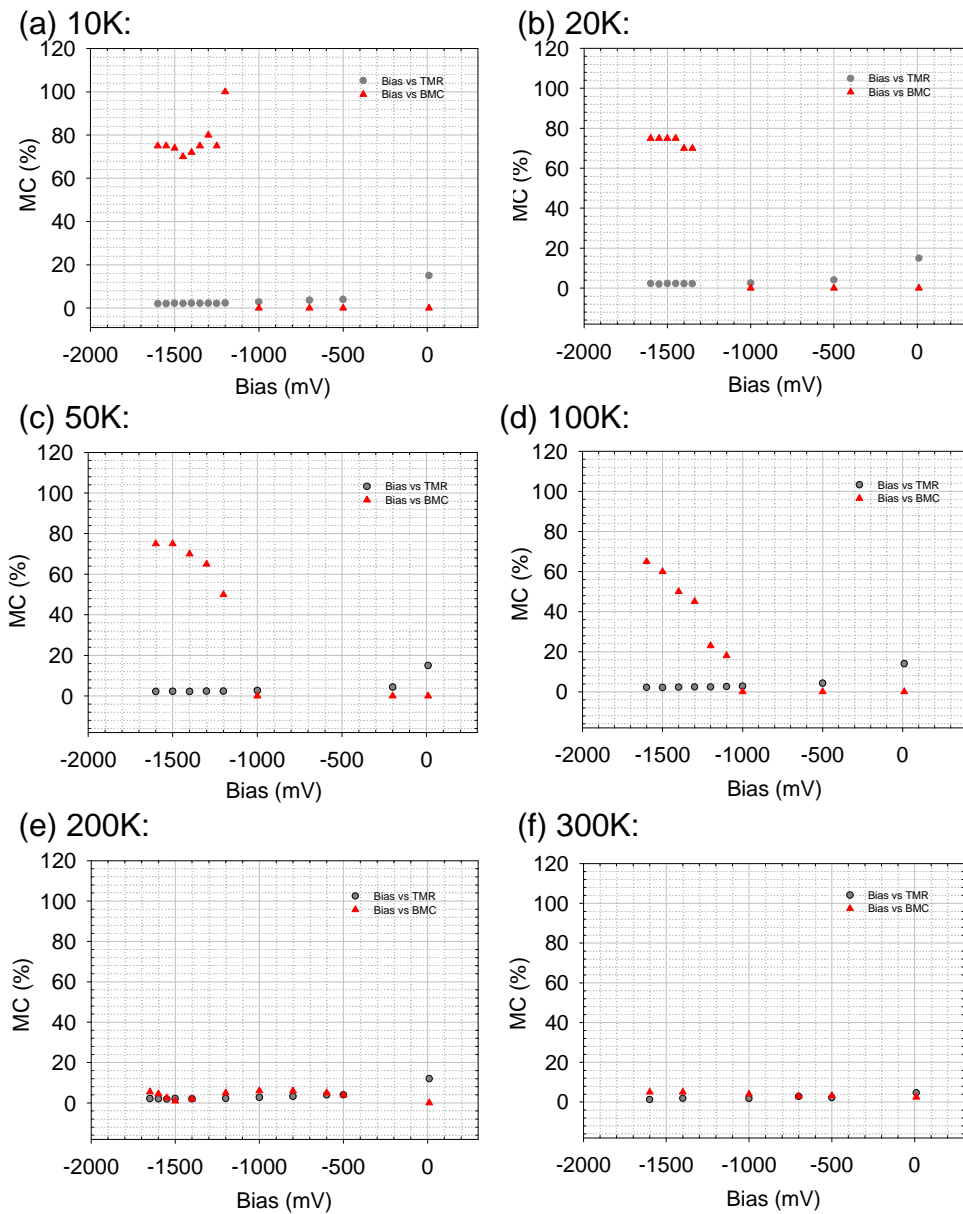 (a) 10K:
120
100
80
60
40
20
0
MC (%)
Bias vs TMR
Bias vs BMC
-2000 -1500 -1000 -500 0
Bias (mV)
(b) 20K:
120
100
80
60
40
20
0
MC (%)
Bias vs TMR
Bias vs BMC
-2000 -1500 -1000 -500 0
Bias (mV)
(c) 50K:
120
100
80
60
40
20
0
MC (%)
Bias vs TMR
Bias vs BMC
-2000 -1500 -1000 -500 0
Bias (mV)
(d) 100K:
120
100
80
60
40
20
0
MC (%)
Bias vs TMR
Bias vs BMC
-2000 -1500 -1000 -500 0
Bias (mV)
(e) 200K:
120
100
80
60
40
20
0
MC (%)
Bias vs TMR
Bias vs BMC
-2000 -1500 -1000 -500 0
Bias (mV)
(f) 300K:
120
100
80
60
40
20
0
MC (%)
Bias vs TMR
Bias vs BMC
-2000 -1500 -1000 -500 0
Bias (mV)